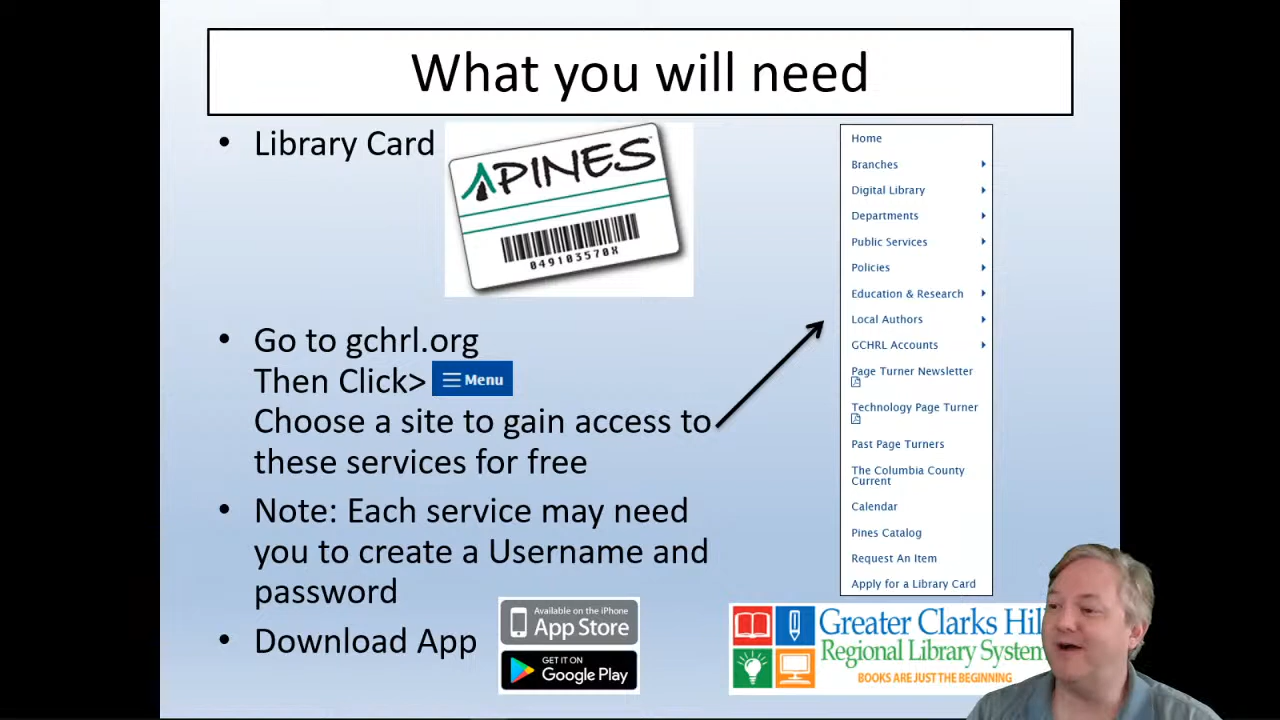 What you will need
• Library Card
PINES
049103570X
• Go to gchrl.org
Then Click> Menu
Choose a site to gain access to
these services for free
• Note: Each service may need
you to create a Username and
password
• Download App
Available on the iPhone
App Store
GET IT ON
Google Play
Home
Branches
Digital Library
Departments
Public Services
Policies
Education & Research
Local Authors
GCHRL Accounts
Page Turner Newsletter
Technology Page Turner
Past Page Turners
The Columbia County
Current
Calendar
Pines Catalog
Request An Item
Apply for a Library Card
Greater Clarks Hill
Regional Library System
BOOKS ARE JUST THE BEGINNING